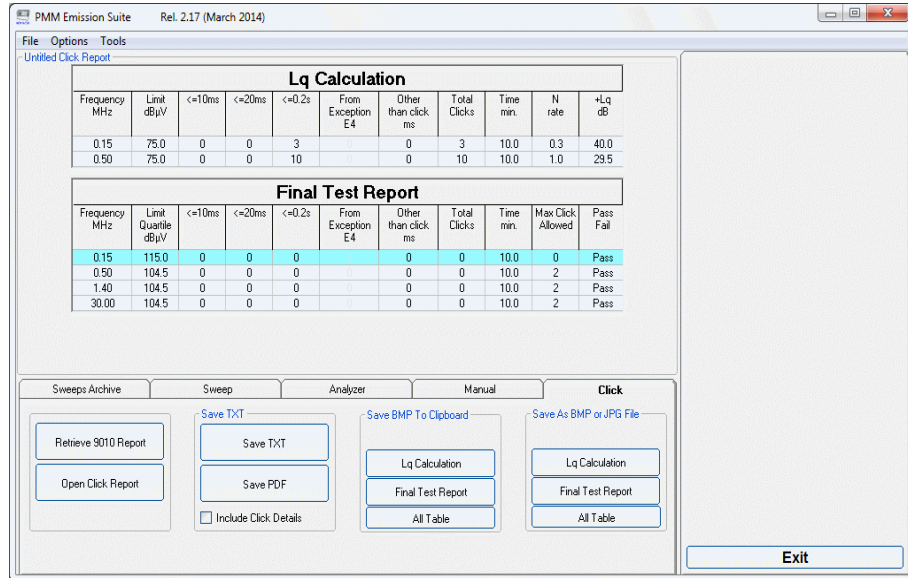 PMM Emission Suite Rel. 2.17 (March 2014)
File Options Tools
Untitled Click Report
Lq Calculation
Frequency MHz Limit dBµV <=10ms <=20ms <=0.2s From Exception E4 Other than click ms Total Clicks Time min. N rate +Lq dB
0.15 75.0 0 0 3 0 0 3 10.0 0.3 40.0
0.50 75.0 0 0 10 0 0 10 10.0 1.0 29.5
Final Test Report
Frequency MHz Limit Quartile dBµV <=10ms <=20ms <=0.2s From Exception E4 Other than click ms Total Clicks Time min. Max Click Allowed Pass Fail
0.15 115.0 0 0 0 0 0 0 10.0 0 Pass
0.50 104.5 0 0 0 0 0 0 10.0 2 Pass
1.40 104.5 0 0 0 0 0 0 10.0 2 Pass
30.00 104.5 0 0 0 0 0 0 10.0 2 Pass
Sweeps Archive Sweep Analyzer Manual Click
Retrieve 9010 Report
Open Click Report
Save TXT
Save TXT
Save PDF
Include Click Details
Save BMP To Clipboard
Lq Calculation
Final Test Report
All Table
Save As BMP or JPG File
Lq Calculation
Final Test Report
All Table
Exit